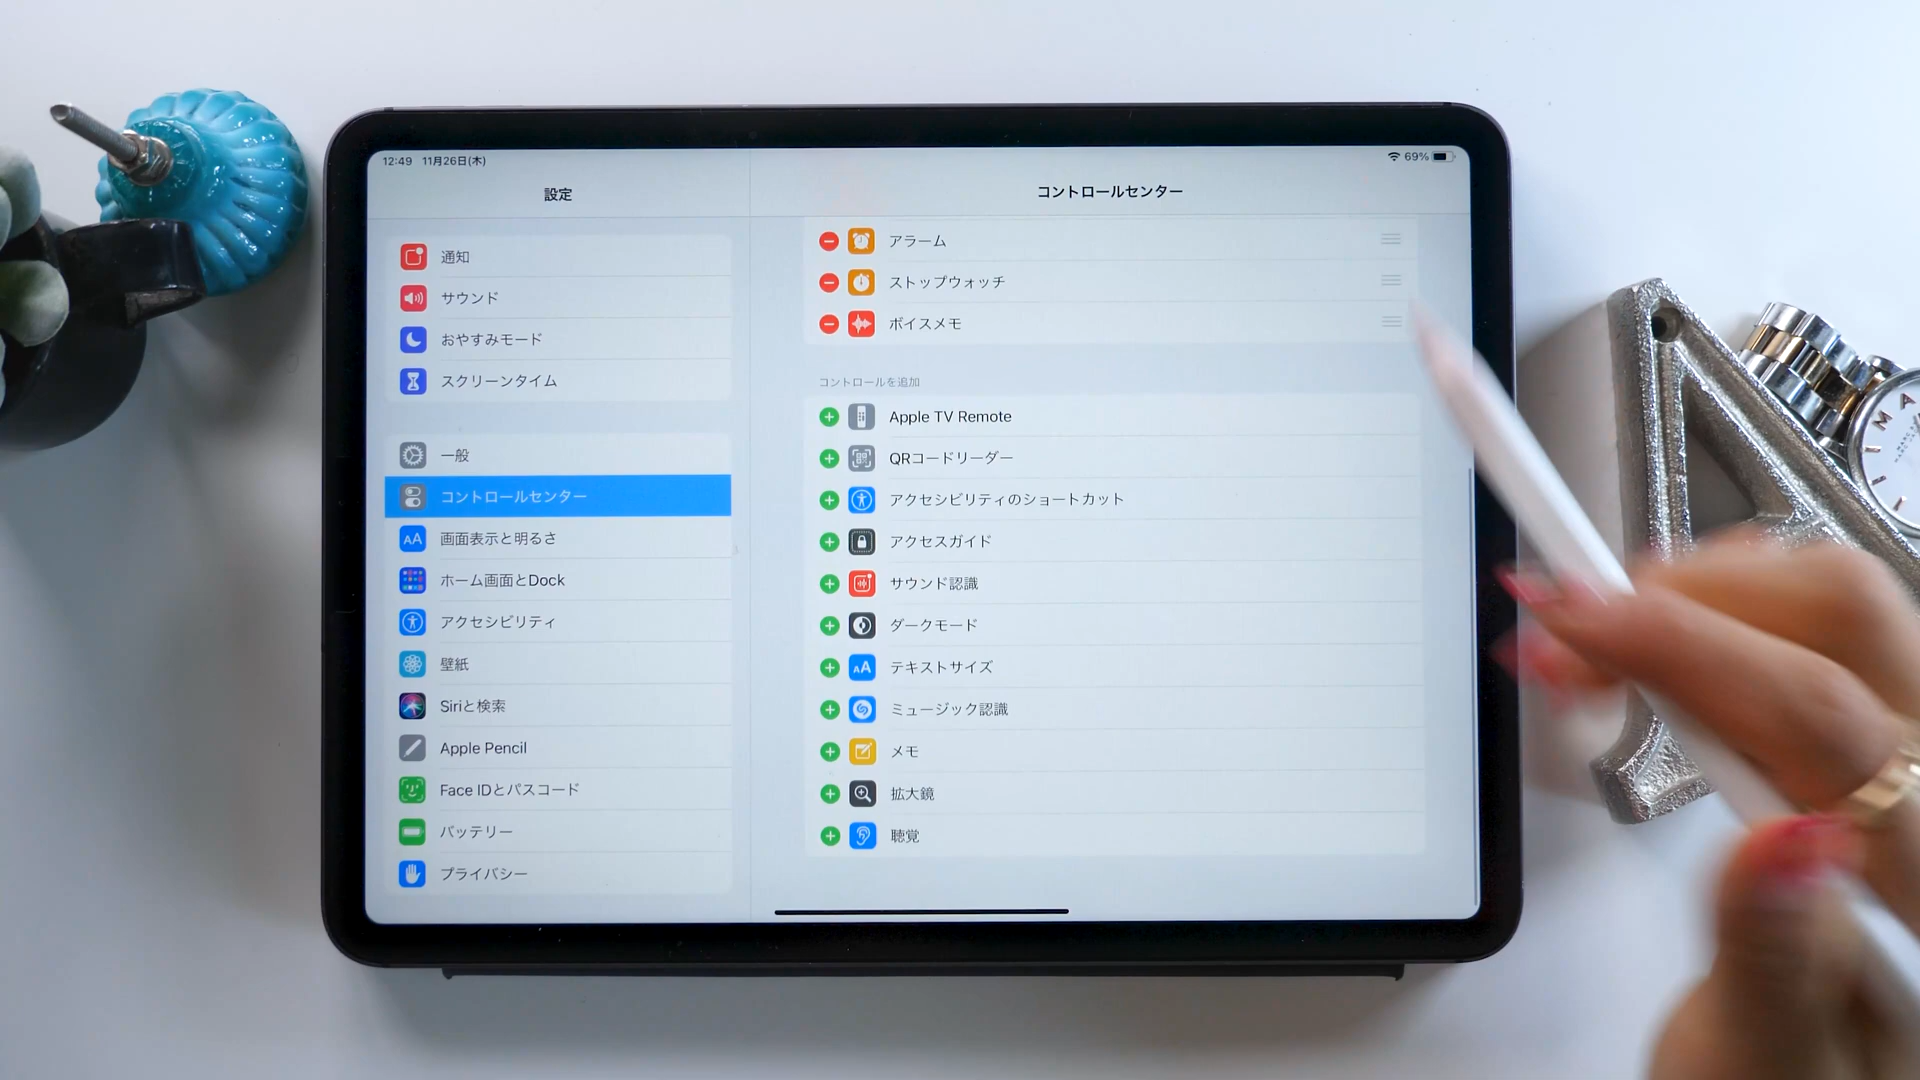 12:49 11月26日(木)
69%
設定
コントロールセンター
通知
サウンド
おやすみモード
スクリーンタイム
一般
コントロールセンター
画面表示と明るさ
ホーム画面とDock
アクセシビリティ
壁紙
Siriと検索
Apple Pencil
Face IDとパスコード
バッテリー
プライバシー
アラーム
ストップウォッチ
ボイスメモ
コントロールを追加
Apple TV Remote
QRコードリーダー
アクセシビリティのショートカット
アクセスガイド
サウンド認識
ダークモード
テキストサイズ
ミュージック認識
メモ
拡大鏡
聴覚